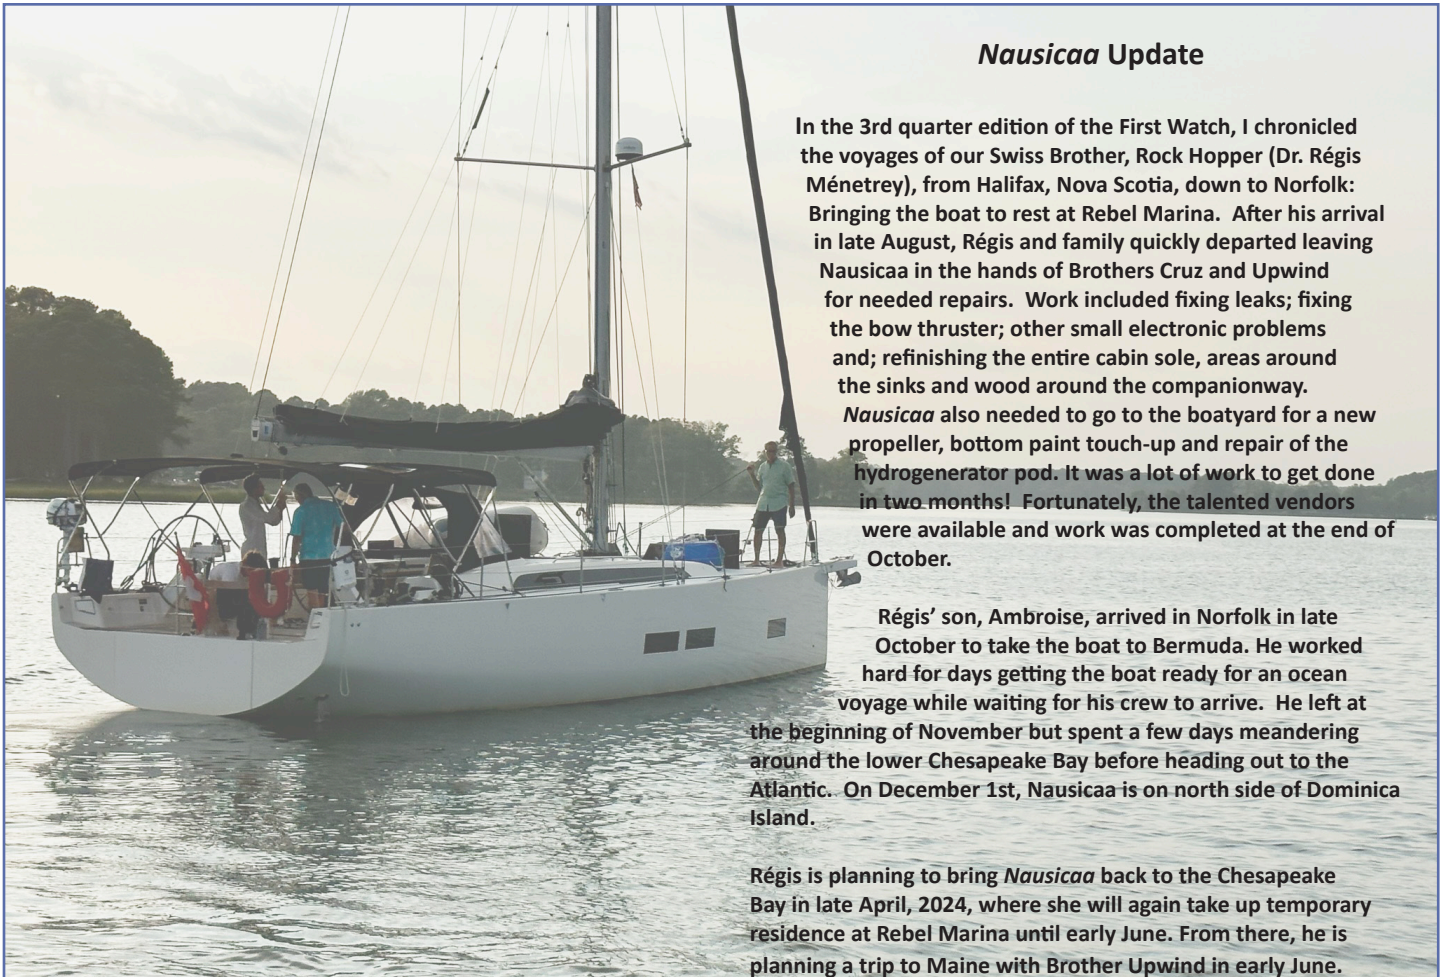 Nausicaa Update
In the 3rd quarter edition of the First Watch, I chronicled
the voyages of our Swiss Brother, Rock Hopper (Dr. Régis
Ménetrey), from Halifax, Nova Scotia, down to Norfolk:
Bringing the boat to rest at Rebel Marina.  After his arrival
in late August, Régis and family quickly departed leaving
Nausicaa in the hands of Brothers Cruz and Upwind
for needed repairs.  Work included fixing leaks; fixing
the bow thruster; other small electronic problems
and; refinishing the entire cabin sole, areas around
the sinks and wood around the companionway.
Nausicaa also needed to go to the boatyard for a new
propeller, bottom paint touch-up and repair of the
hydrogenerator pod. It was a lot of work to get done
in two months!  Fortunately, the talented vendors
were available and work was completed at the end of
October.
Régis’ son, Ambroise, arrived in Norfolk in late
October to take the boat to Bermuda. He worked
hard for days getting the boat ready for an ocean
voyage while waiting for his crew to arrive.  He left at
the beginning of November but spent a few days meandering
around the lower Chesapeake Bay before heading out to the
Atlantic.  On December 1st, Nausicaa is on north side of Dominica
Island.
Régis is planning to bring Nausicaa back to the Chesapeake
Bay in late April, 2024, where she will again take up temporary
residence at Rebel Marina until early June. From there, he is
planning a trip to Maine with Brother Upwind in early June.